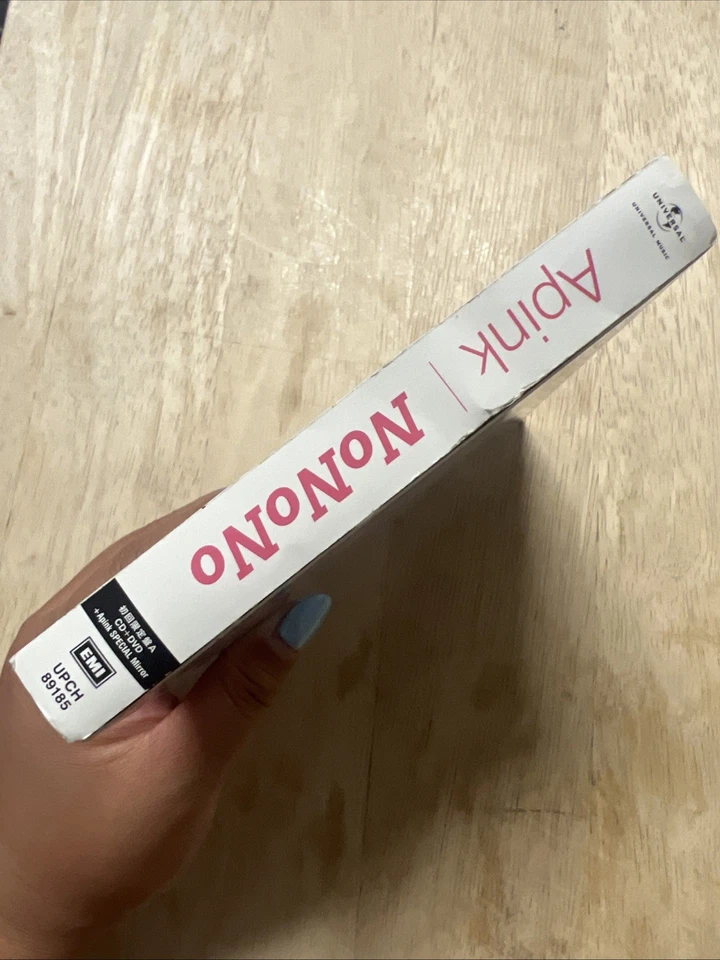 UNIVERSAL
UNIVERSAL MUSIC
Apink | NoNoNo
初回限定盤A
CD+DVD
+Apink SPECIAL Mirror
EMI
UPCH
89185